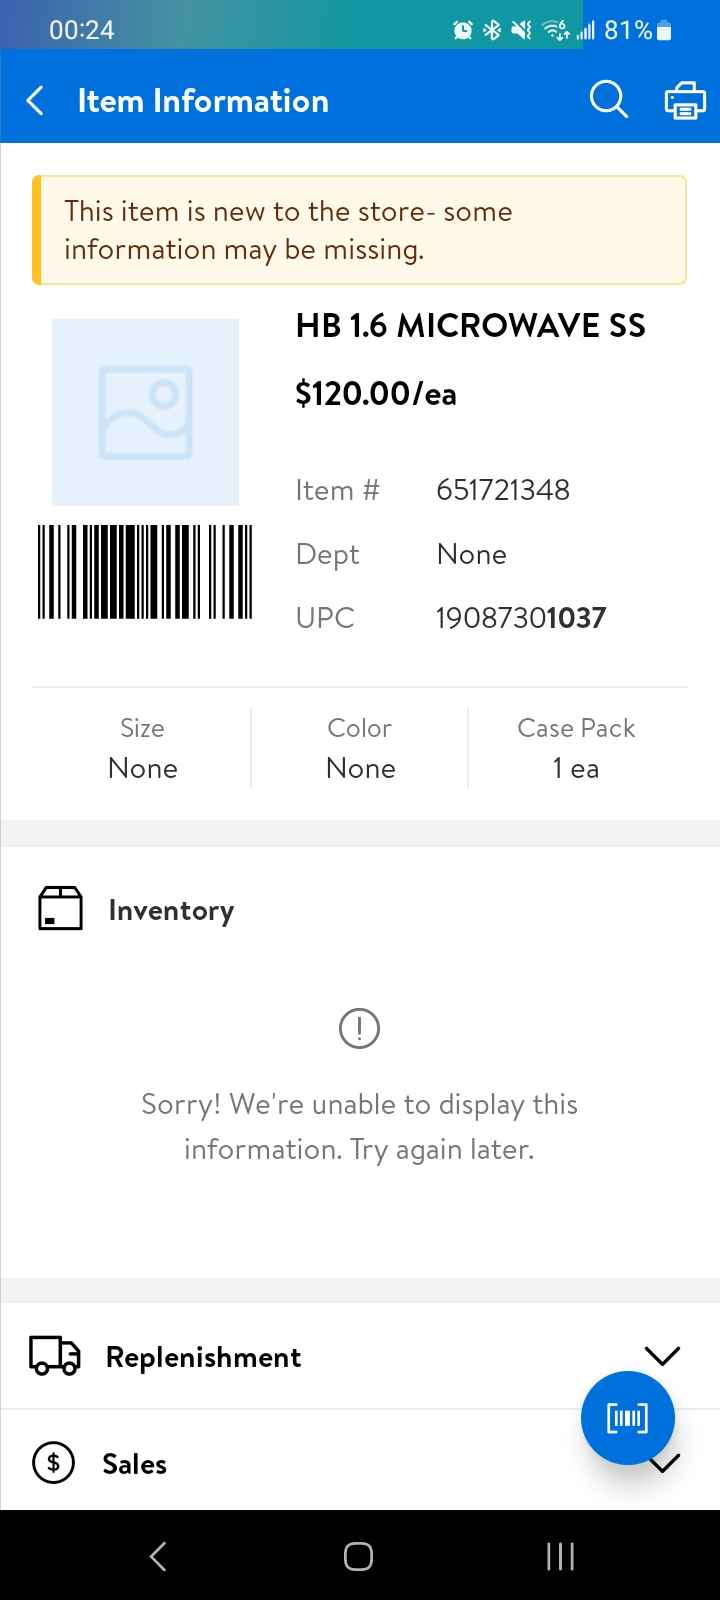 00:24
81%
Item Information
This item is new to the store- some
information may be missing.
HB 1.6 MICROWAVE SS
$120.00/ea
Item # 651721348
Dept None
UPC 19087301037
Size Color Case Pack
None None 1 ea
Inventory
Sorry! We're unable to display this
information. Try again later.
Replenishment
Sales